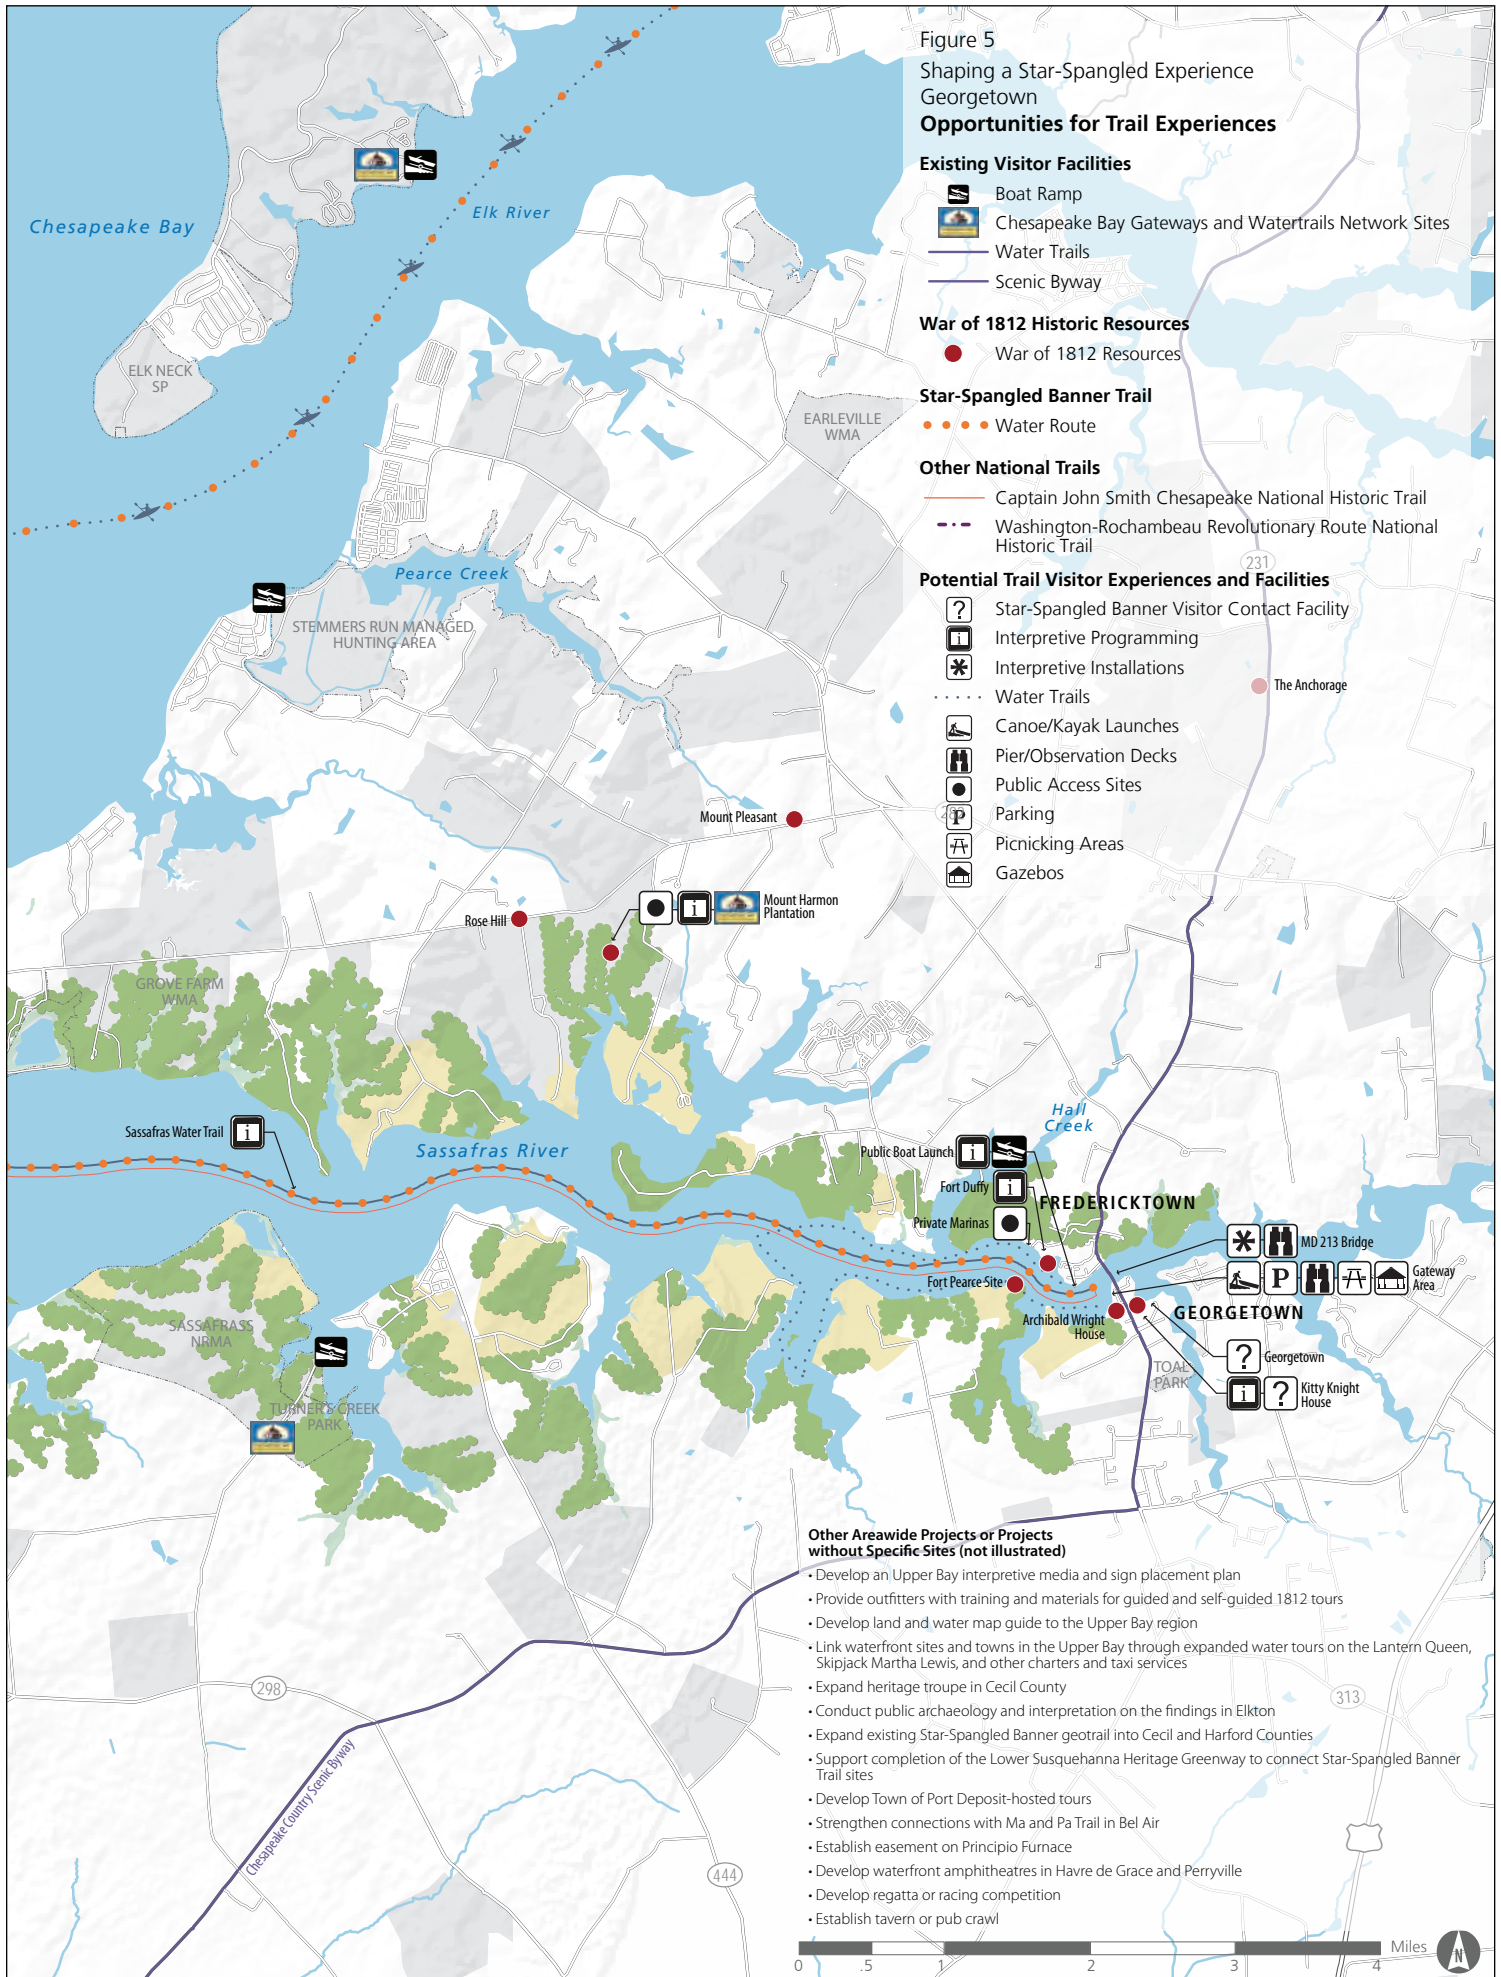 Figure 5
Shaping a Star-Spangled Experience
Georgetown
Opportunities for Trail Experiences
Existing Visitor Facilities
Boat Ramp
Chesapeake Bay Gateways and Watertrails Network Sites
Water Trails
Scenic Byway
War of 1812 Historic Resources
War of 1812 Resources
Star-Spangled Banner Trail
Water Route
Other National Trails
Captain John Smith Chesapeake National Historic Trail
Washington-Rochambeau Revolutionary Route National
Historic Trail
Potential Trail Visitor Experiences and Facilities
? Star-Spangled Banner Visitor Contact Facility
i Interpretive Programming
Interpretive Installations
Water Trails
Canoe/Kayak Launches
Pier/Observation Decks
Public Access Sites
P Parking
Picnicking Areas
Gazebos
Chesapeake Bay
Elk River
ELK NECK
SP
EARLEVILLE
WMA
231
Pearce Creek
STEMMERS RUN MANAGED
HUNTING AREA
The Anchorage
Mount Pleasant
Rose Hill
i
Mount Harmon
Plantation
GROVE FARM
WMA
Sassafras Water Trail
i
Sassafras River
Hall
Creek
Public Boat Launch
i
Fort Duffy
i
FREDERICKTOWN
Private Marinas
MD 213 Bridge
Fort Pearce Site
P
Gateway
Area
Archibald Wright
House
GEORGETOWN
SASSAFRASS
NRMA
?
Georgetown
TOAL
PARK
i
?
Kitty Knight
House
TURNER'S CREEK
PARK
Other Areawide Projects or Projects
without Specific Sites (not illustrated)
• Develop an Upper Bay interpretive media and sign placement plan
• Provide outfitters with training and materials for guided and self-guided 1812 tours
• Develop land and water map guide to the Upper Bay region
• Link waterfront sites and towns in the Upper Bay through expanded water tours on the Lantern Queen,
Skipjack Martha Lewis, and other charters and taxi services
• Expand heritage troupe in Cecil County
• Conduct public archaeology and interpretation on the findings in Elkton
• Expand existing Star-Spangled Banner geotrail into Cecil and Harford Counties
• Support completion of the Lower Susquehanna Heritage Greenway to connect Star-Spangled Banner
Trail sites
• Develop Town of Port Deposit-hosted tours
• Strengthen connections with Ma and Pa Trail in Bel Air
• Establish easement on Principio Furnace
• Develop waterfront amphitheatres in Havre de Grace and Perryville
• Develop regatta or racing competition
• Establish tavern or pub crawl
298
313
444
Chesapeake Country Scenic Byway
0 .5 1 2 3 4 Miles
N